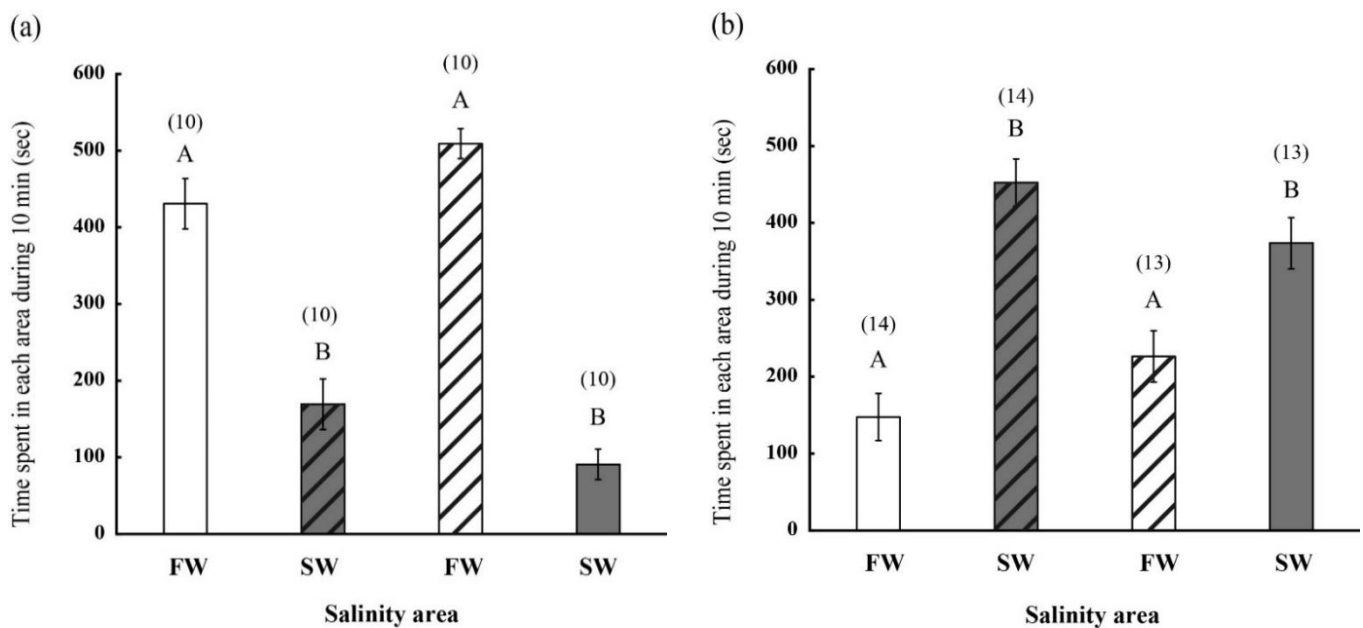 (a)
Time spent in each area during 10 min (sec)
600
500
400
300
200
100
0
(10)
A
(10)
B
(10)
A
(10)
B
FW SW FW SW
Salinity area
(b)
Time spent in each area during 10 min (sec)
600
500
400
300
200
100
0
(14)
A
(14)
B
(13)
A
(13)
B
FW SW FW SW
Salinity area